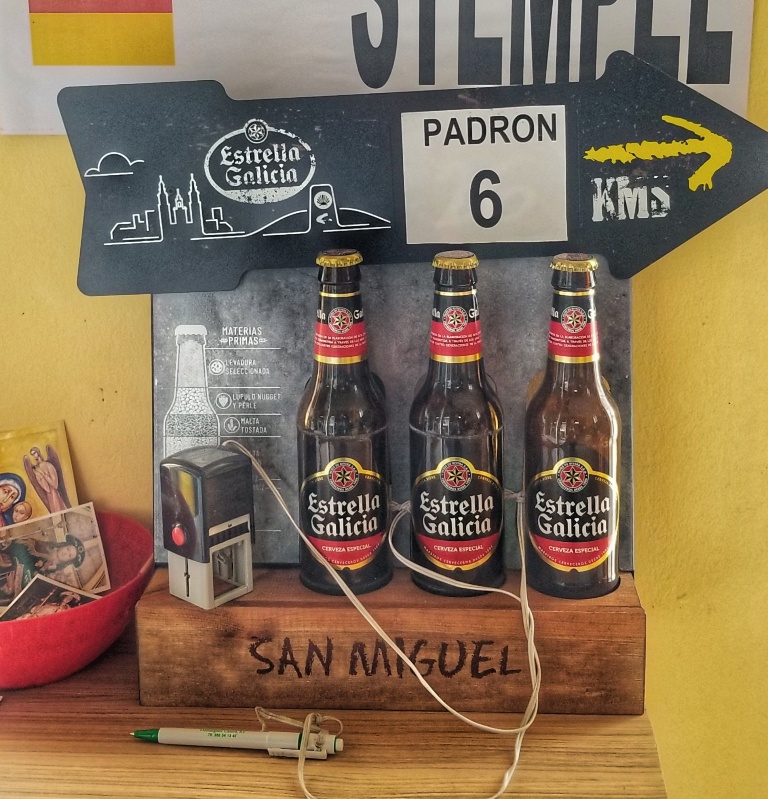 STEMPEL
Estrella
Galicia
PADRON
6
KMS
MATERIAS
PRIMAS
LEVADURA
SELECCIONADA
LÚPULO NUGGET
Y PERLE
MALTA
TOSTADA
Estrella
Galicia
CERVEZA ESPECIAL
Estrella
Galicia
CERVEZA ESPECIAL
Estrella
Galicia
CERVEZA ESPECIAL
SAN MIGUEL